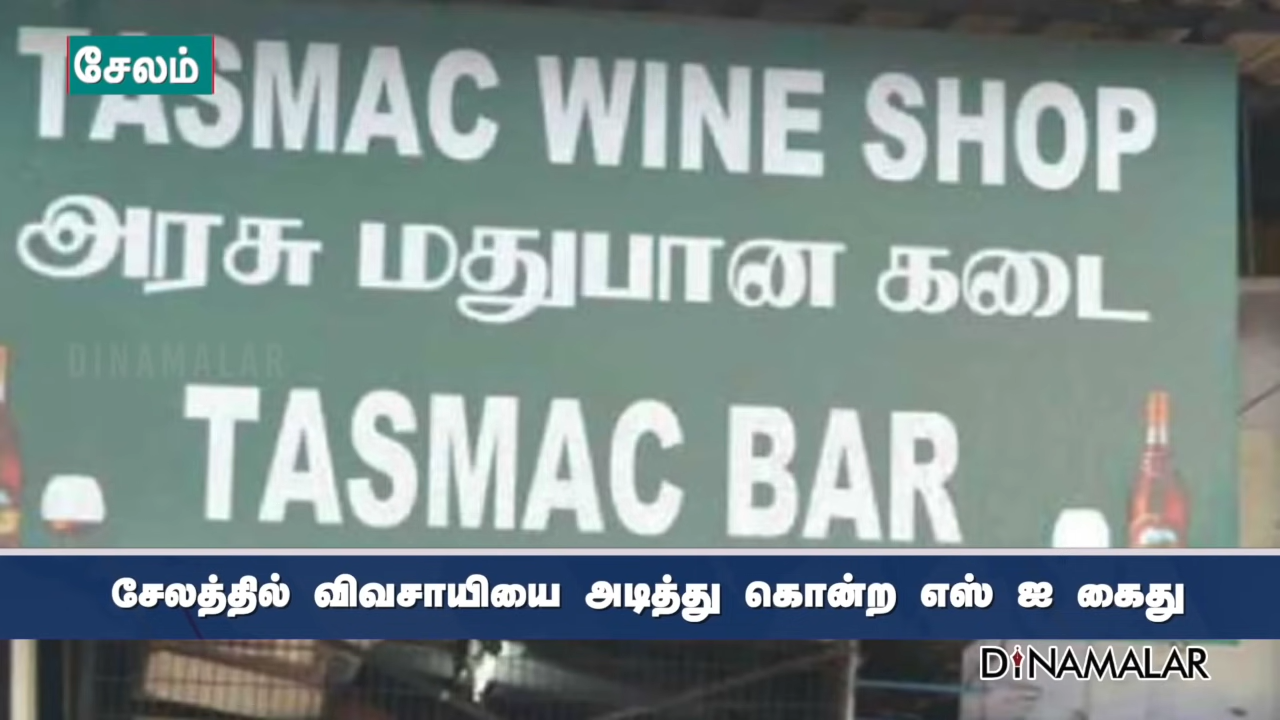 சேலம்
TASMAC WINE SHOP
அரசு மதுபான கடை
DINAMALAR
TASMAC BAR
சேலத்தில் விவசாயியை அடித்து கொன்ற எஸ் ஐ கைது
DINAMALAR